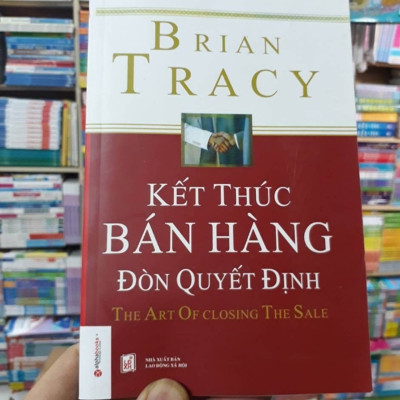 BRIAN
TRACY
KẾT THÚC
BÁN HÀNG
ĐÒN QUYẾT ĐỊNH
THE ART OF CLOSING THE SALE
NHÀ XUẤT BẢN
LAO ĐỘNG XÃ HỘI